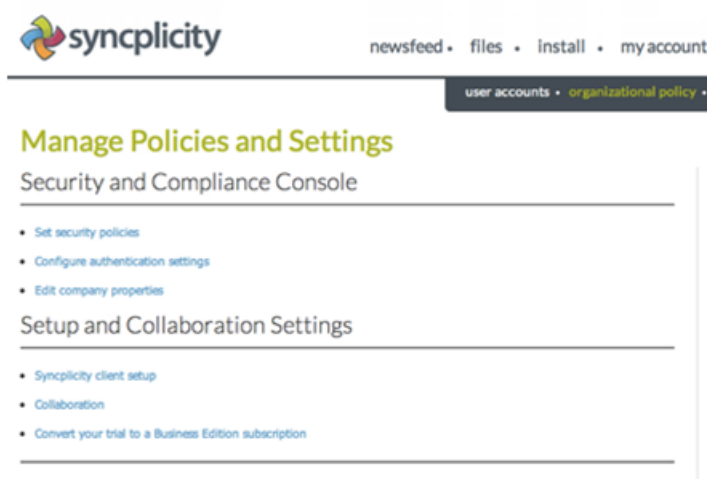 syncplicity
newsfeed • files • install • my account
user accounts • organizational policy •
Manage Policies and Settings
Security and Compliance Console
• Set security policies
• Configure authentication settings
• Edit company properties
Setup and Collaboration Settings
• Syncplicity client setup
• Collaboration
• Convert your trial to a Business Edition subscription